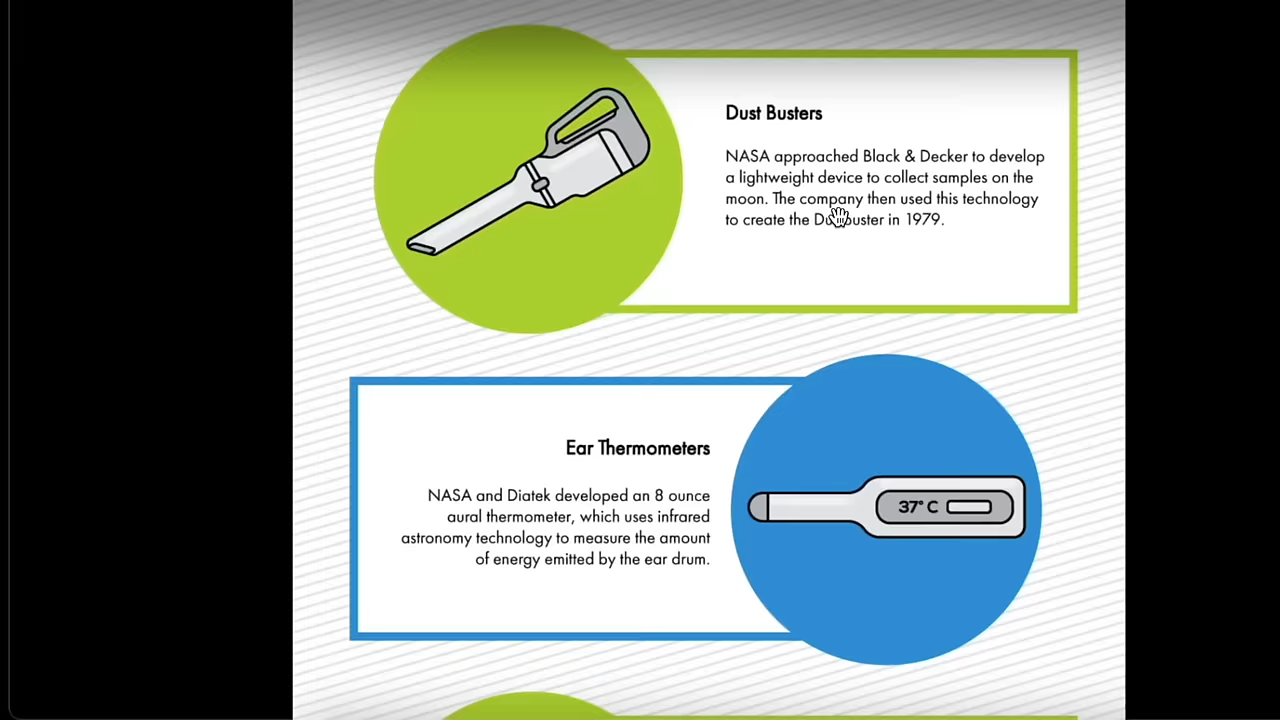 Dust Busters
NASA approached Black & Decker to develop
a lightweight device to collect samples on the
moon. The company then used this technology
to create the Dustbuster in 1979.
Ear Thermometers
NASA and Diatek developed an 8 ounce
aural thermometer, which uses infrared
astronomy technology to measure the amount
of energy emitted by the ear drum.
37° C